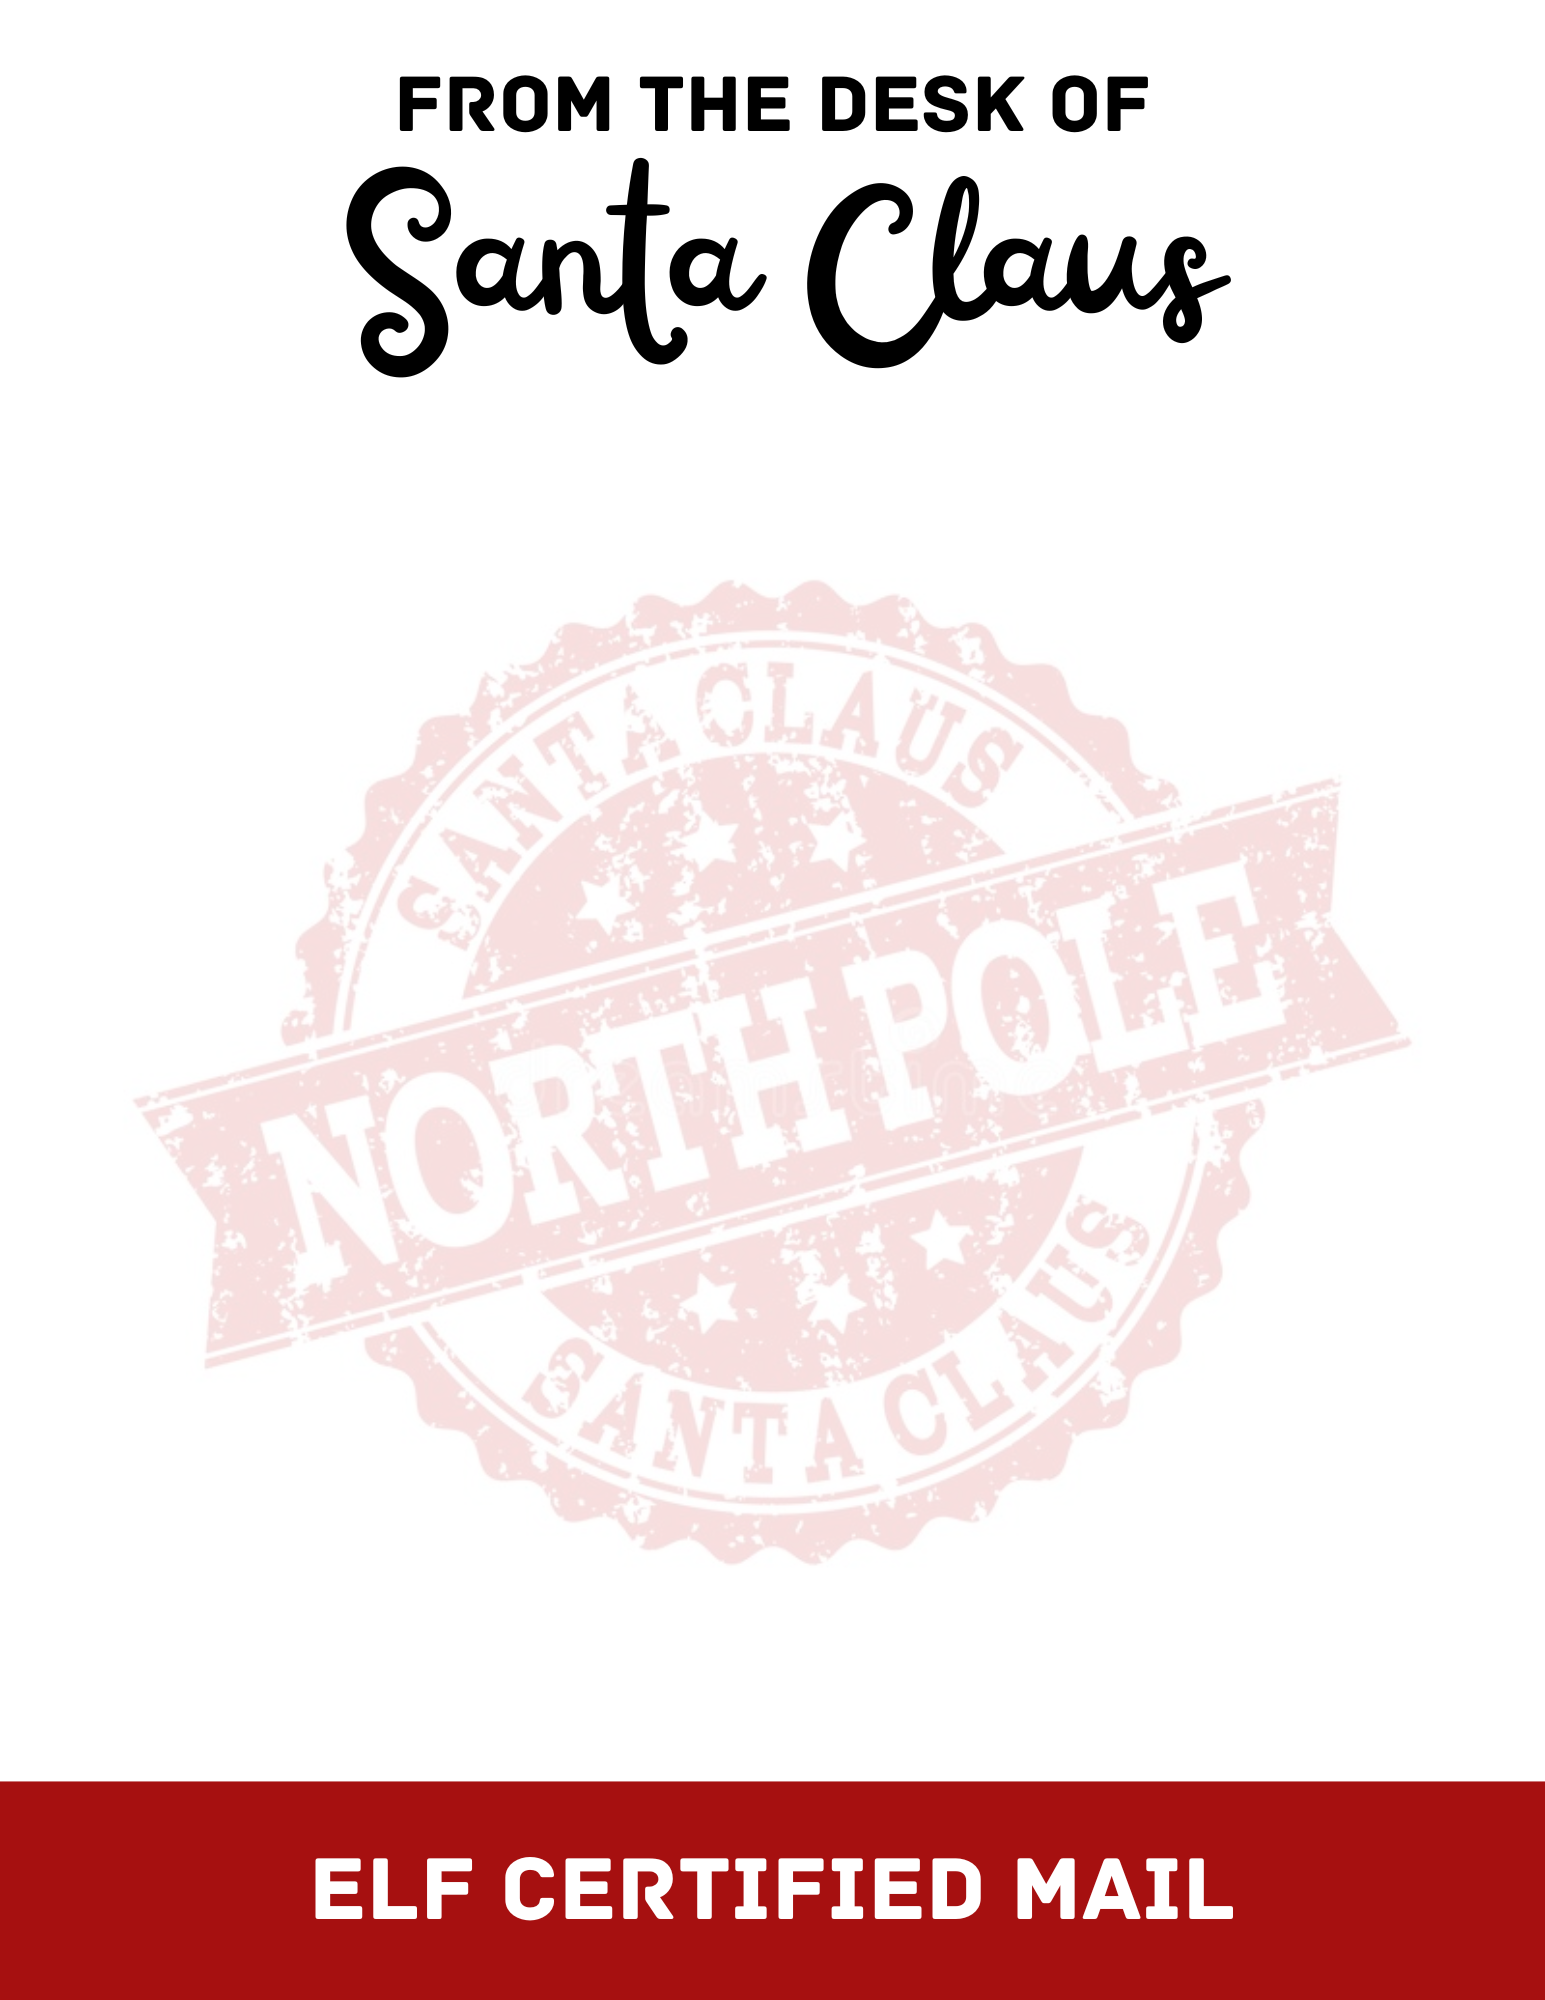 FROM THE DESK OF
Santa Claus
SANTA CLAUS
NORTH POLE
SANTA CLAUS
ELF CERTIFIED MAIL